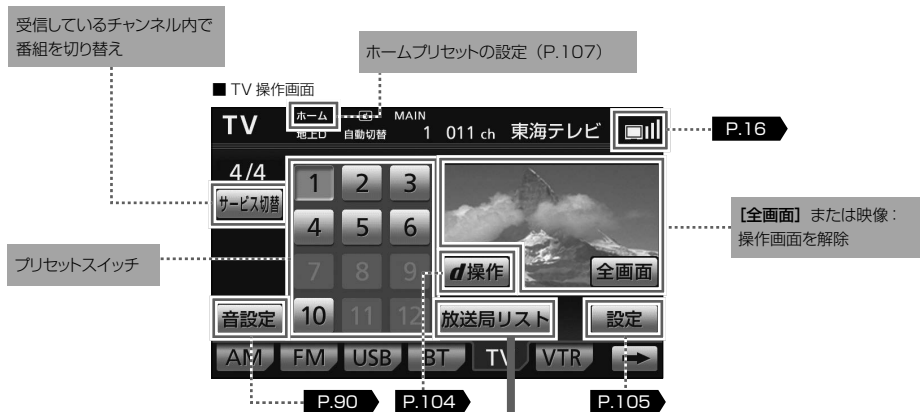 受信しているチャンネル内で
番組を切り替え
ホームプリセットの設定（P.107）
■ TV 操作画面
TV
ホーム
地上D
自動切替
MAIN
1
011 ch
東海テレビ
P.16
4/4
サービス切替
1
2
3
4
5
6
7
8
9
10
11
12
d操作
全画面
［全画面］または映像：
操作画面を解除
プリセットスイッチ
音設定
放送局リスト
設定
AM
FM
USB
BT
TV
VTR
P.90
P.104
P.105